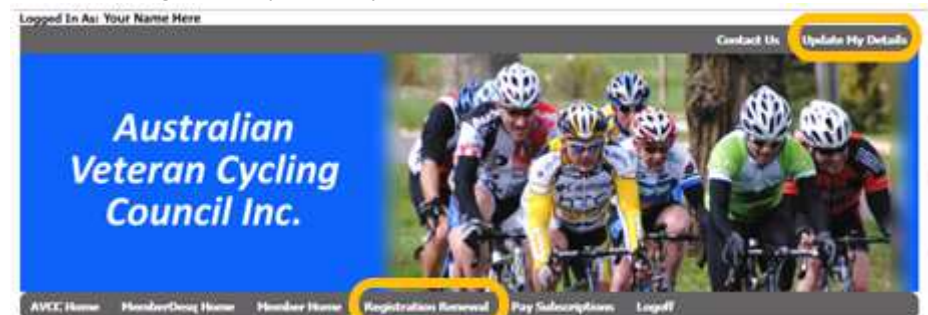 Logged In As: Your Name Here
Contact Us Update My Details
Australian
Veteran Cycling
Council Inc.
AVCC Home MemberDesq Home Member Home Registration Renewal Pay Subscriptions Logoff